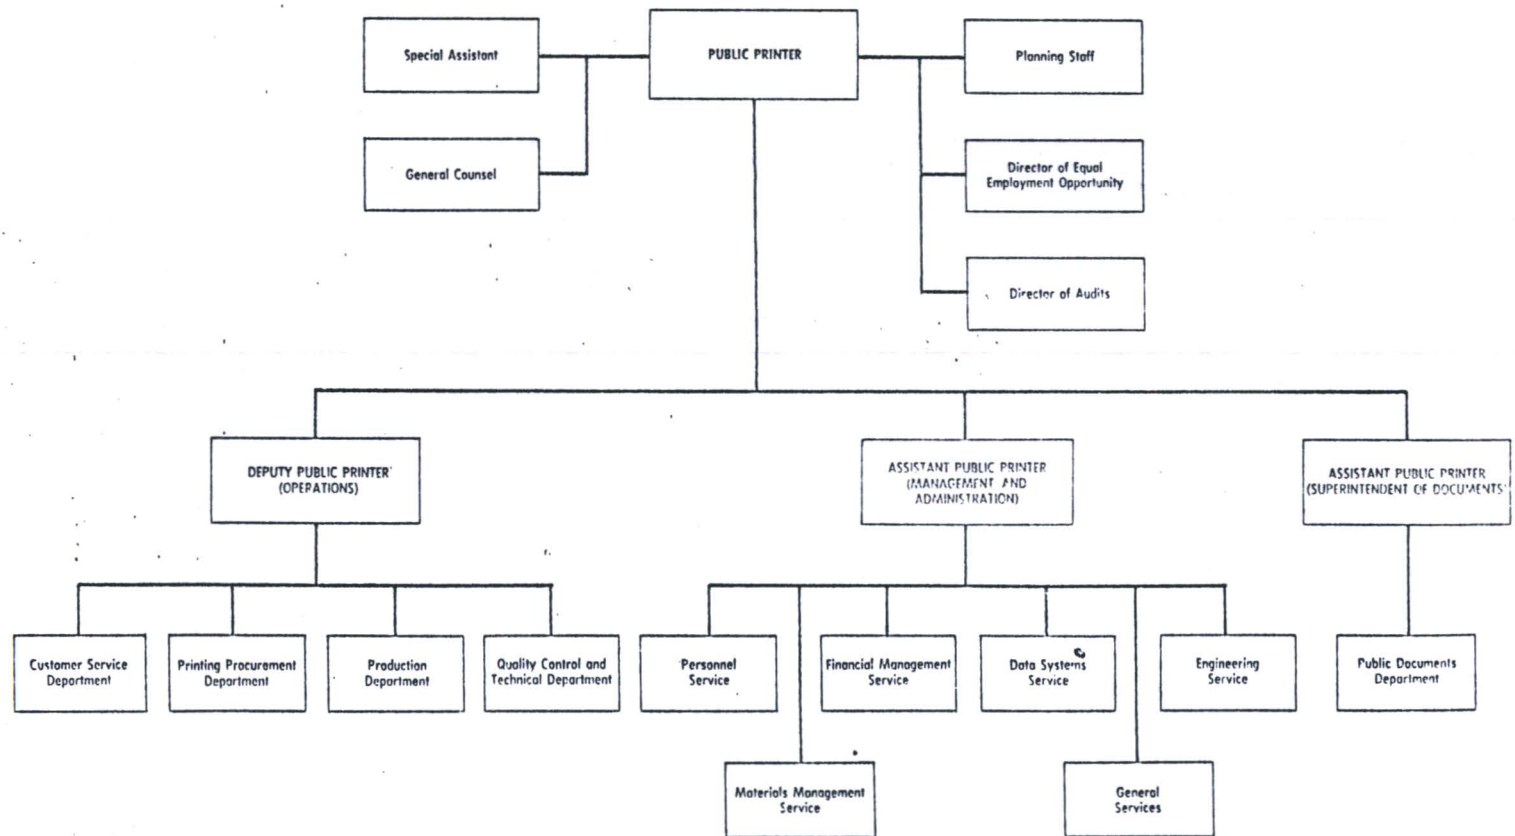 Special Assistant
PUBLIC PRINTER
Planning Staff
General Counsel
Director of Equal
Employment Opportunity
Director of Audits
DEPUTY PUBLIC PRINTER
(OPERATIONS)
ASSISTANT PUBLIC PRINTER
(MANAGEMENT AND
ADMINISTRATION)
ASSISTANT PUBLIC PRINTER
(SUPERINTENDENT OF DOCUMENTS
Customer Service
Department
Printing Procurement
Department
Production
Department
Quality Control and
Technical Department
Personnel
Service
Financial Management
Service
Data Systems
Service
Engineering
Service
Public Documents
Department
Materials Management
Service
General
Services